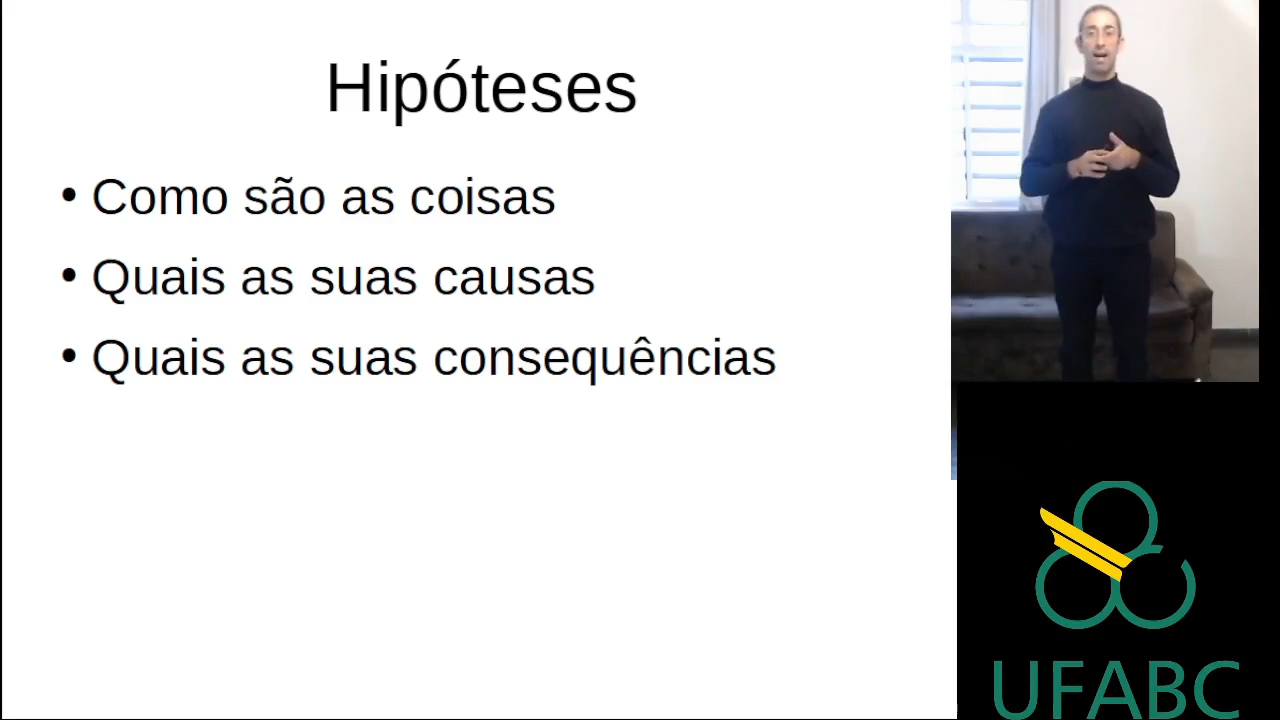 Hipóteses
• Como são as coisas
• Quais as suas causas
• Quais as suas consequências
UFABC